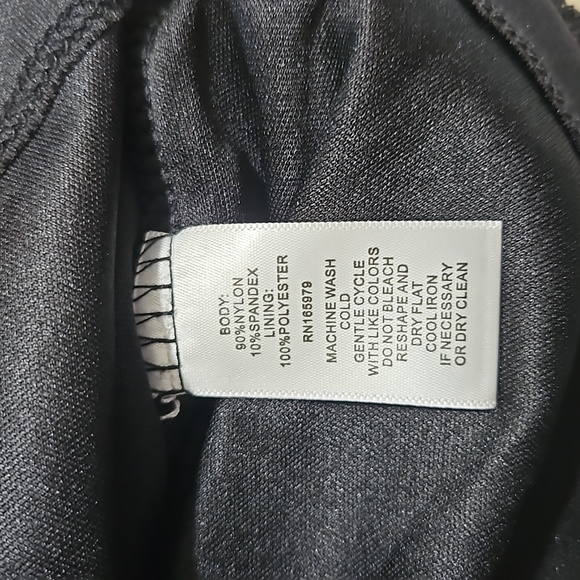 BODY:
90%NYLON
10%SPANDEX
LINING:
100%POLYESTER
RN165979
MACHINE WASH
COLD
GENTLE CYCLE
WITH LIKE COLORS
DO NOT BLEACH
RESHAPE AND
DRY FLAT
COOL IRON
IF NECESSARY
OR DRY CLEAN